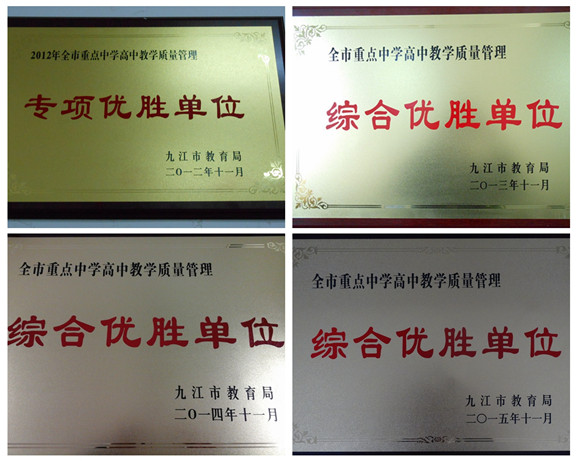 2012年全市重点中学高中教学质量管理
专项优胜单位
九江市教育局
二〇一二年十一月
全市重点中学高中教学质量管理
综合优胜单位
九江市教育局
二〇一三年十一月
全市重点中学高中教学质量管理
综合优胜单位
九江市教育局
二〇一四年十一月
全市重点中学高中教学质量管理
综合优胜单位
九江市教育局
二〇一五年十一月